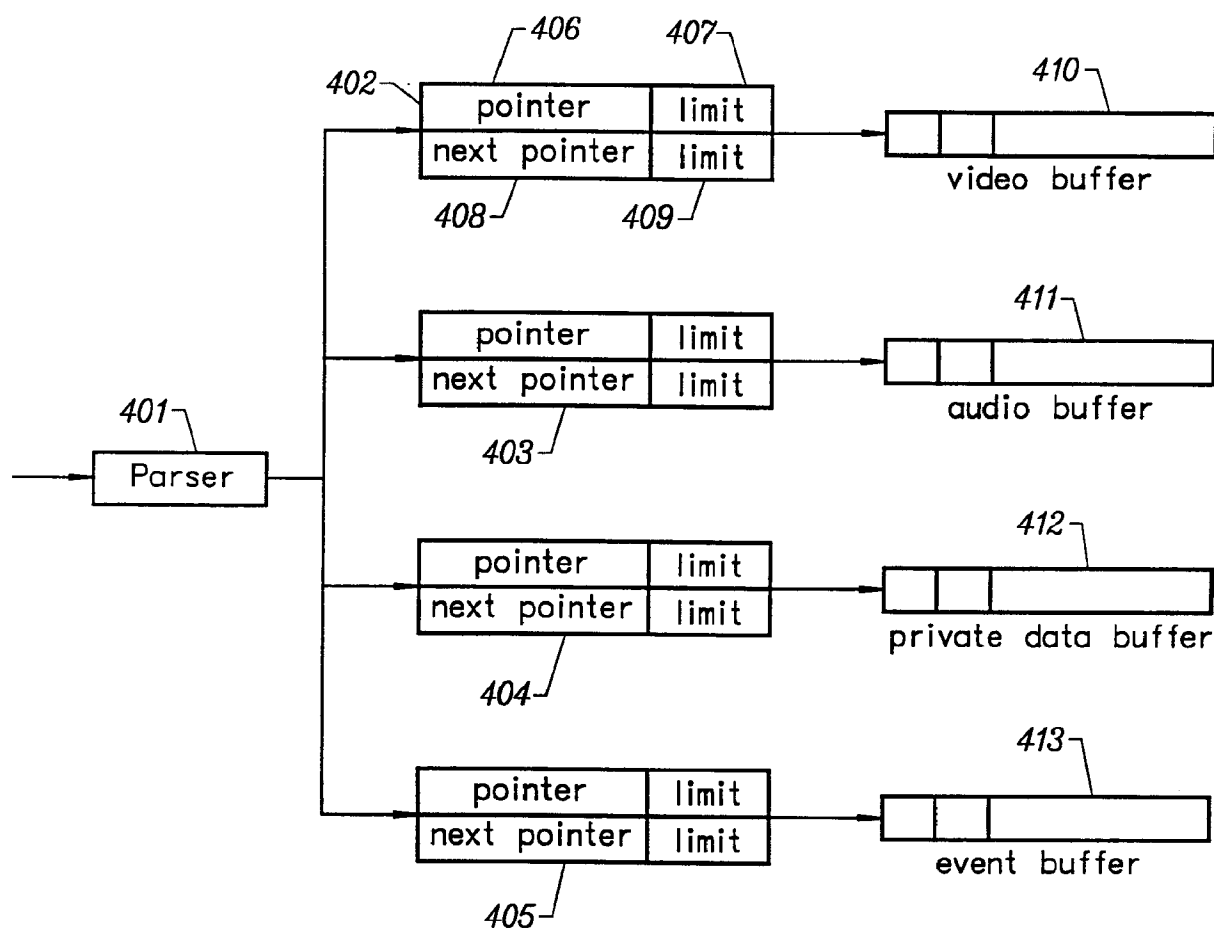 406
407
402
410
pointer limit
next pointer limit
video buffer
408
409
411
pointer limit
next pointer limit
audio buffer
401
403
Parser
412
pointer limit
next pointer limit
private data buffer
404
413
pointer limit
next pointer limit
event buffer
405